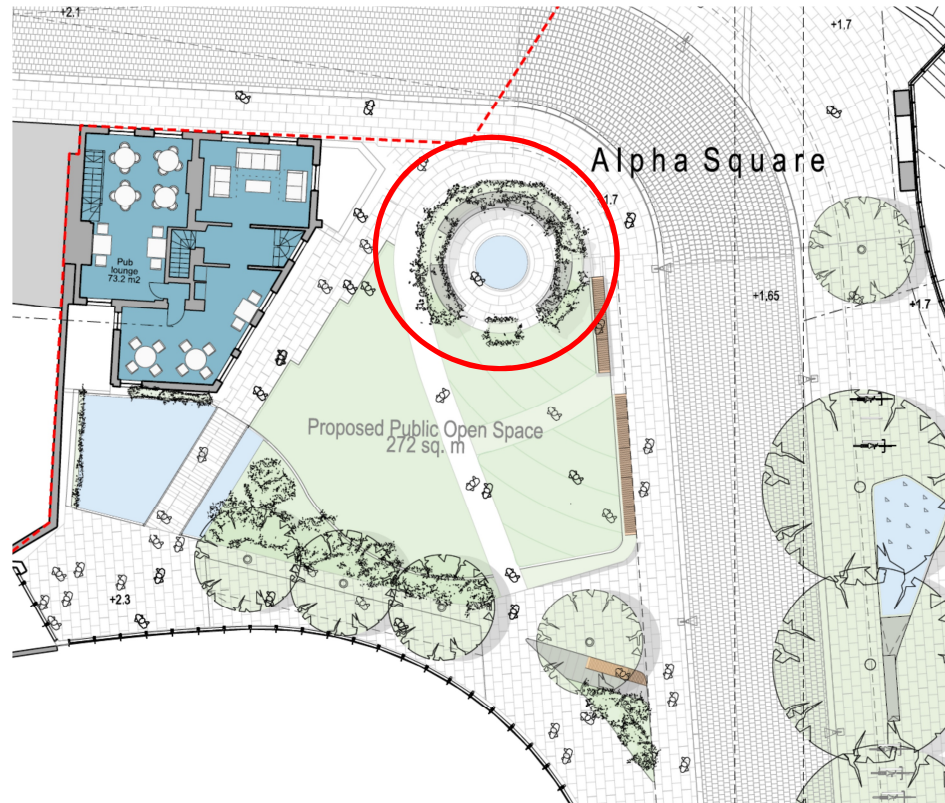 +2.1
+1.7
Alpha Square
1.7
Pub
lounge
73.2 m2
+1.65
+1.7
Proposed Public Open Space
272 sq. m
+2.3